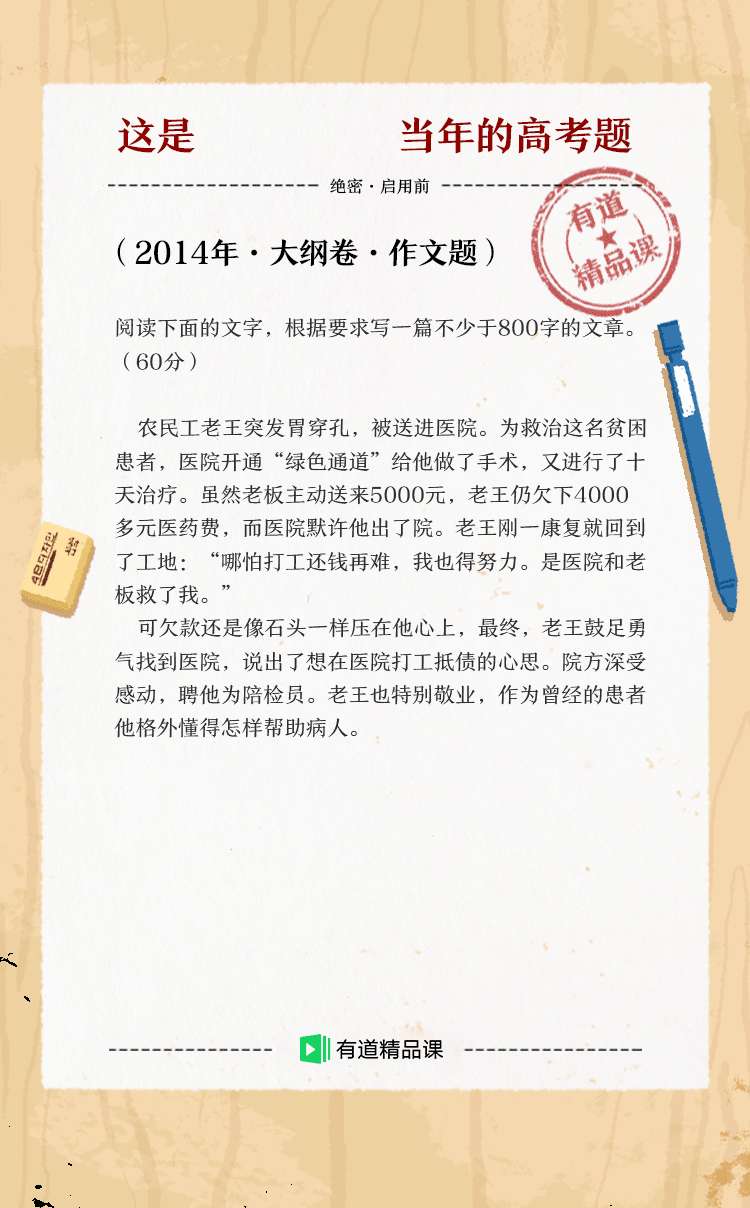 这是 当年的高考题
绝密·启用前
有道
精品课
（2014年·大纲卷·作文题）
阅读下面的文字，根据要求写一篇不少于800字的文章。
（60分）
农民工老王突发胃穿孔，被送进医院。为救治这名贫困
患者，医院开通“绿色通道”给他做了手术，又进行了十
天治疗。虽然老板主动送来5000元，老王仍欠下4000
多元医药费，而医院默许他出了院。老王刚一康复就回到
了工地：“哪怕打工还钱再难，我也得努力。是医院和老
板救了我。”
可欠款还是像石头一样压在他心上，最终，老王鼓足勇
气找到医院，说出了想在医院打工抵债的心思。院方深受
感动，聘他为陪检员。老王也特别敬业，作为曾经的患者
他格外懂得怎样帮助病人。
有道精品课